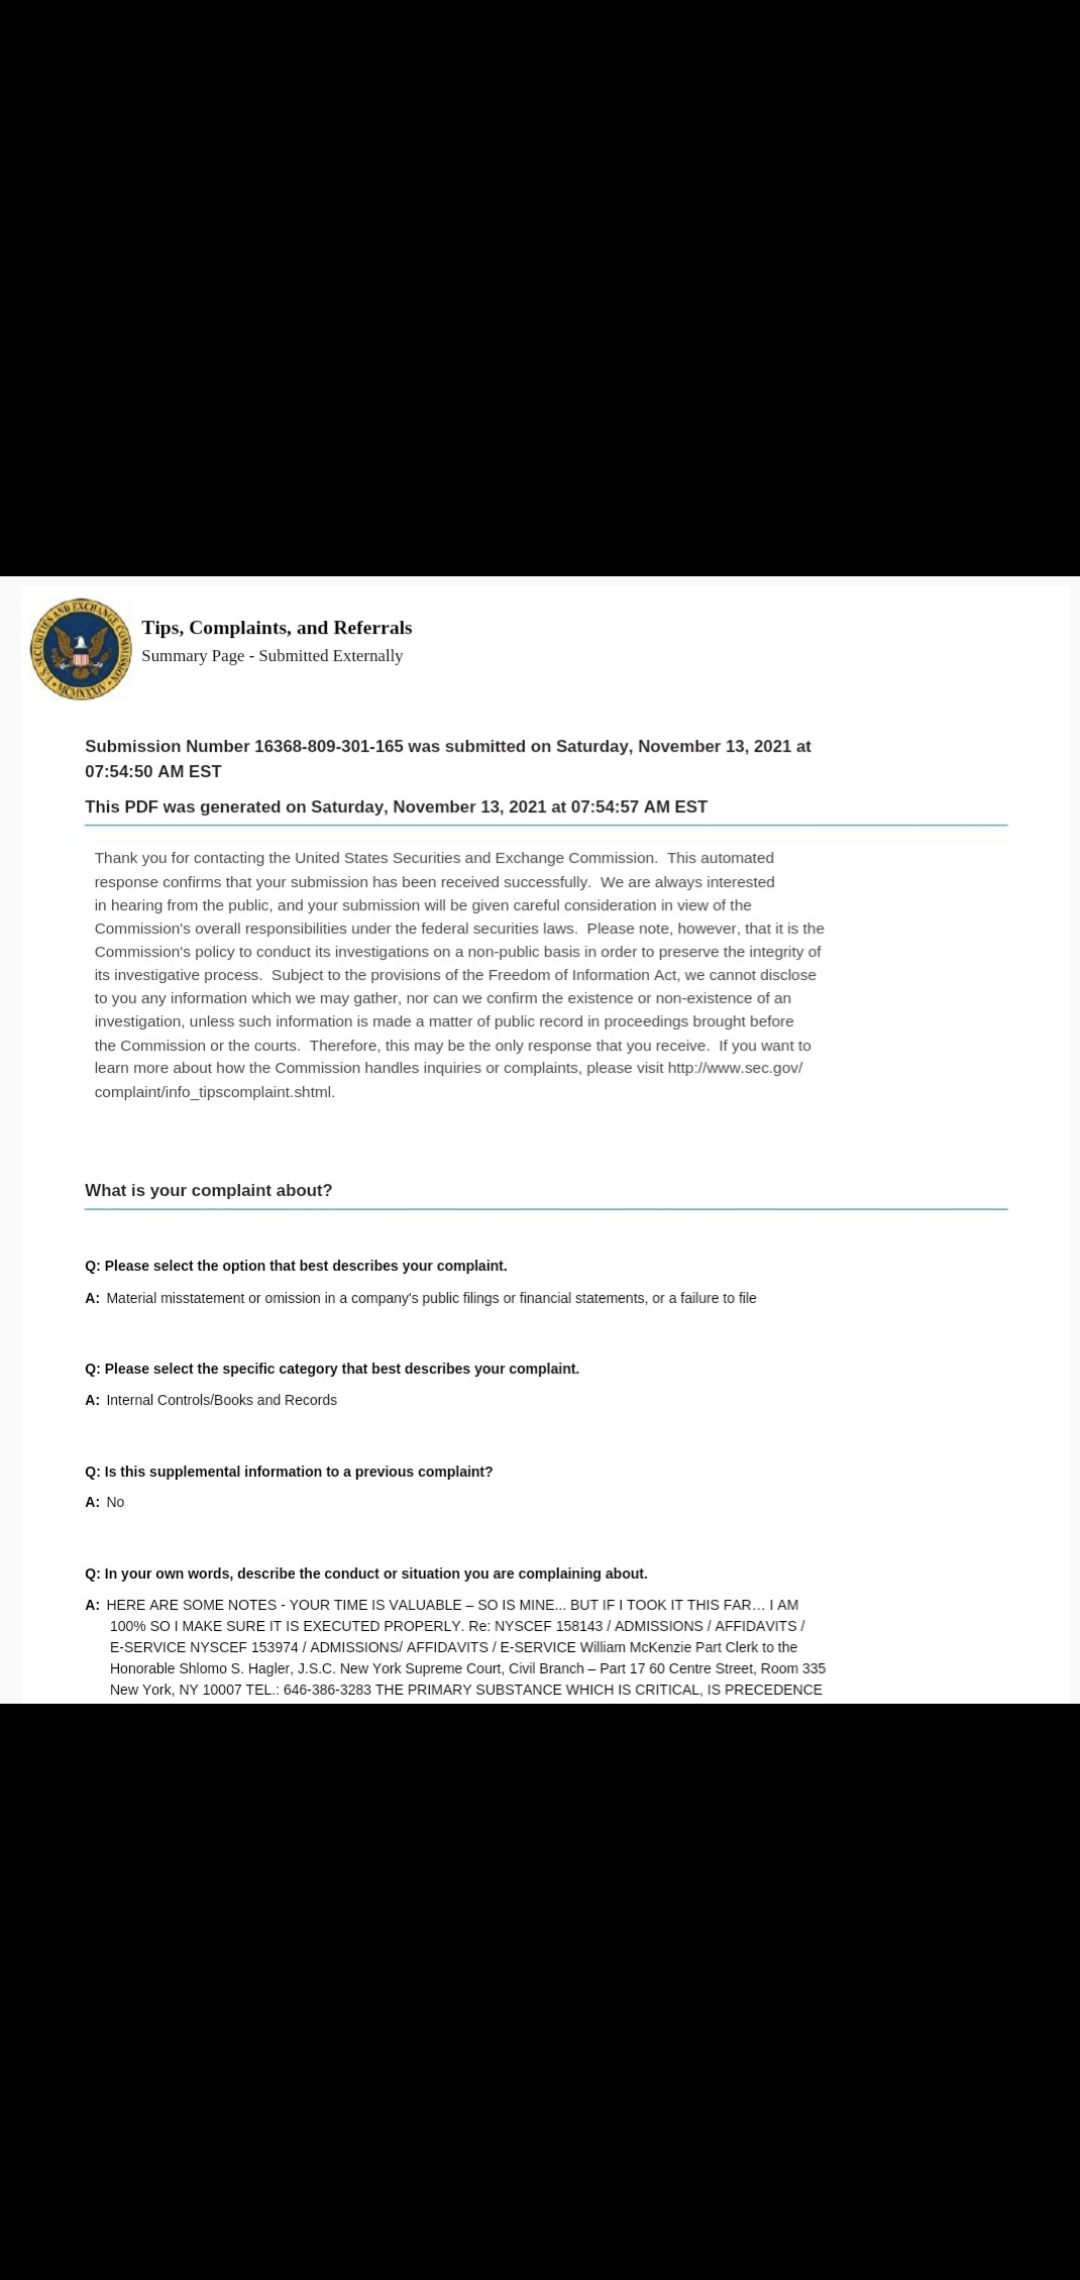 U.S. SECURITIES AND EXCHANGE COMMISSION
MCMXXXIV
Tips, Complaints, and Referrals
Summary Page - Submitted Externally
Submission Number 16368-809-301-165 was submitted on Saturday, November 13, 2021 at
07:54:50 AM EST
This PDF was generated on Saturday, November 13, 2021 at 07:54:57 AM EST
Thank you for contacting the United States Securities and Exchange Commission.  This automated
response confirms that your submission has been received successfully.  We are always interested
in hearing from the public, and your submission will be given careful consideration in view of the
Commission's overall responsibilities under the federal securities laws.  Please note, however, that it is the
Commission's policy to conduct its investigations on a non-public basis in order to preserve the integrity of
its investigative process.  Subject to the provisions of the Freedom of Information Act, we cannot disclose
to you any information which we may gather, nor can we confirm the existence or non-existence of an
investigation, unless such information is made a matter of public record in proceedings brought before
the Commission or the courts.  Therefore, this may be the only response that you receive.  If you want to
learn more about how the Commission handles inquiries or complaints, please visit http://www.sec.gov/
complaint/info_tipscomplaint.shtml.
What is your complaint about?
Q: Please select the option that best describes your complaint.
A: Material misstatement or omission in a company's public filings or financial statements, or a failure to file
Q: Please select the specific category that best describes your complaint.
A: Internal Controls/Books and Records
Q: Is this supplemental information to a previous complaint?
A: No
Q: In your own words, describe the conduct or situation you are complaining about.
A: HERE ARE SOME NOTES - YOUR TIME IS VALUABLE – SO IS MINE... BUT IF I TOOK IT THIS FAR… I AM
100% SO I MAKE SURE IT IS EXECUTED PROPERLY. Re: NYSCEF 158143 / ADMISSIONS / AFFIDAVITS /
E-SERVICE NYSCEF 153974 / ADMISSIONS/ AFFIDAVITS / E-SERVICE William McKenzie Part Clerk to the
Honorable Shlomo S. Hagler, J.S.C. New York Supreme Court, Civil Branch – Part 17 60 Centre Street, Room 335
New York, NY 10007 TEL.: 646-386-3283 THE PRIMARY SUBSTANCE WHICH IS CRITICAL, IS PRECEDENCE